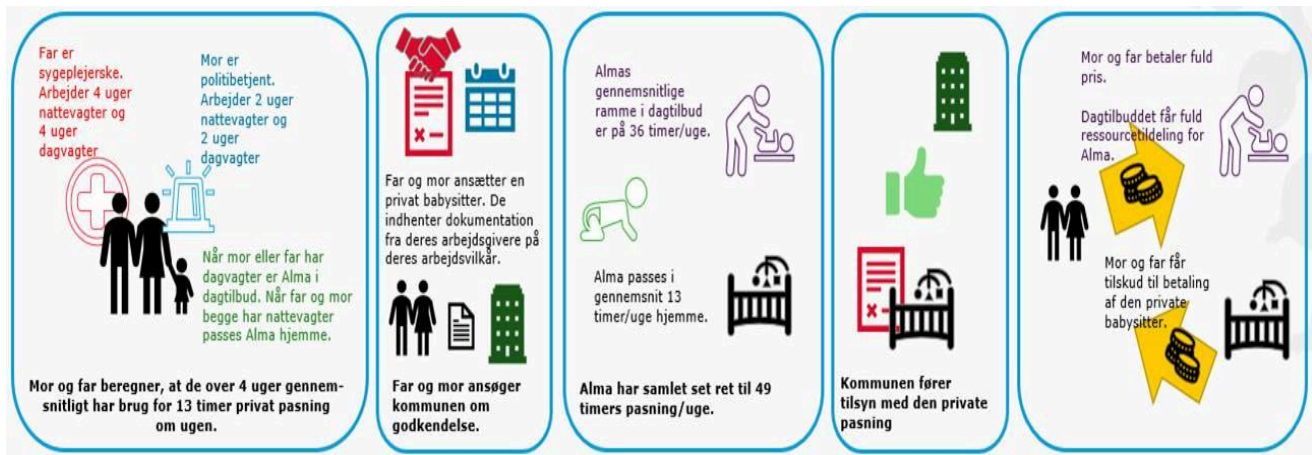 Far er
sygeplejerske.
Arbejder 4 uger
nattevagter og
4 uger
dagvagter
Mor er
politibetjent.
Arbejder 2 uger
nattevagter og
2 uger
dagvagter
Når mor eller far har
dagvagter er Alma i
dagtilbud. Når far og mor
begge har nattevagter
passes Alma hjemme.
Mor og far beregner, at de over 4 uger gennem-
snitligt har brug for 13 timer privat pasning
om ugen.
Far og mor ansætter en
privat babysitter. De
indhenter dokumentation
fra deres arbejdsgivere på
deres arbejdsvilkår.
Far og mor ansøger
kommunen om
godkendelse.
Almas
gennemsnitlige
ramme i dagtilbud
er på 36 timer/uge.
Alma passes i
gennemsnit 13
timer/uge hjemme.
Alma har samlet set ret til 49
timers pasning/uge.
Kommunen fører
tilsyn med den private
pasning
Mor og far betaler fuld
pris.
Dagtilbuddet får fuld
ressourcetildeling for
Alma.
Mor og far får
tilskud til betaling
af den private
babysitter.